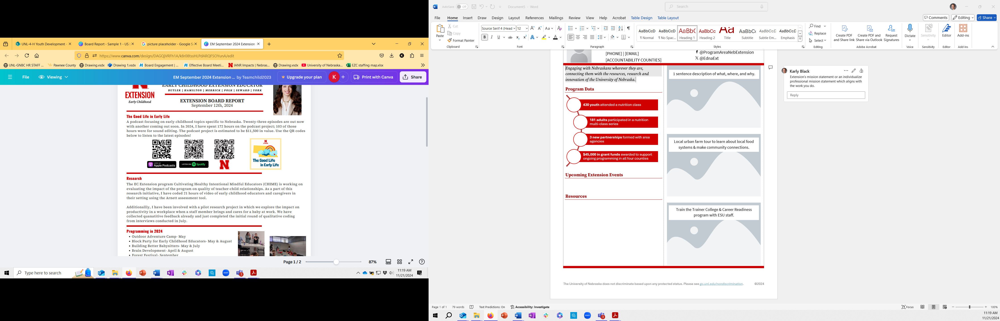 UNL-4-H Youth Development -
Board Report - Sample 1 - US L
picture placeholder - Google Se
EM September 2024 Extension
https://www.canva.com/design/DAGQjVRFh1A/k8r08tssHLPdARQF5OYunA/edit
UNL-GNBC HR STAFF ...
Pawnee County
Drawing.vsdx
Drawing 1.vsdx
Board Engagement | ...
Effective Board Meeti...
IANR Impacts | Nebras...
Drawing.vsdx
University of Nebraska...
EZC staffing map.xlsx
File
Viewing
EM September 2024 Extension ... by Teamchild2023
Upgrade your plan
K
Print with Canva
Share
EARLY CHILDHOOD EXTENSION EDUCATOR
BUTLER | HAMILTON | MERRICK | POLK | SEWARD | YORK
EXTENSION
Early Childhood
EXTENSION BOARD REPORT
September 12th, 2024
The Good Life in Early Life
A podcast focusing on early childhood topics specific to Nebraska. Twenty-three episodes are out now
with another coming out soon. In 2024, I have spent 172 hours on the podcast project; 103 of those
hours were for sound editing. The podcast project is estimated to be $11,500 in value. Use the QR codes
below to listen to the latest episodes!
Listen on
Apple Podcasts
LISTEN ON Spotify
N
N
EXTENSION
The Good Life
in Early Life
Research
The EC Extension program Cultivating Healthy Intentional Mindful Educators (CHIME) is working on
evaluating the impact of the program on quality of teacher-child relationships. As a part of this
research initiative, I have coded 21 hours of video of early childhood educators and caregivers in
their setting using the Arnett assessment tool.
Additionallly, I have been involved with a pilot research project in which we explore the impact on
productivity in a workplace when a staff member brings and cares for a baby at work. We have
collected quanatitive feedback already and just completed the initial round of qualitative coding
from interviews conducted in July.
Programming in 2024
• Outdoor Adventure Camp- May
• Block Party for Early Childhood Educators- May & August
• Building Better Babysitters- May & July
• Brain Development- April & August
• Forest Festival- September
Page 1 / 2
87%
Type here to search
11:19 AM
11/21/2024
AutoSave Off
Document5 - Word
Search
File Home Insert Draw Design Layout References Mailings Review View Help Acrobat Table Design Table Layout
Comments
Editing
Share
Paste
Cut
Copy
Format Painter
Clipboard
Source Serif 4 (Head
12
Font
Paragraph
AaBbCcD
¶ Normal
AaBbCcD
¶ No Spac...
AaBb(
Heading 1
AaBbCc
Heading 2
Aa
Title
AaBbC(
Subtitle
AaBbCcD
Subtle Em...
AaBbCcC
Emphasis
Styles
Find
Replace
Select
Editing
Create PDF
and Share link
Create PDF and
Share via Outlook
Request
Signatures
Adobe Acrobat
Dictate
Voice
Sensitivity
Sensitivity
Editor
Editor
Add-ins
Add-ins
[PHONE] | [EMAIL]
[ACCOUNTABILITY COUNTIES]
@ProgramAreaNebExtension
@EdnaExt
Engaging with Nebraskans wherever they are,
connecting them with the resources, research and
innovation of the University of Nebraska.
Program Data
430 youth attended a nutrition class
181 adults participated in a nutrition
multi-class series
3 new partnerships formed with area
agencies
$45,000 in grant funds awarded to support
ongoing programming in all four counties
Upcoming Extension Events
Resources
1 sentence description of what, where, and why.
Local urban farm tour to learn about local food
systems & make community connections.
Train the Trainer College & Career Readiness
program with ESU staff.
Karly Black
Extension's mission statement or an individualize
professional mission statement which aligns with
the work you do.
Reply
The University of Nebraska does not discriminate based upon any protected status. Please see go.unl.edu/nondiscrimination.
©2024
Page 1 of 1
79 words
Text Predictions: On
Accessibility: Investigate
Focus
100%
11:19 AM
11/21/2024